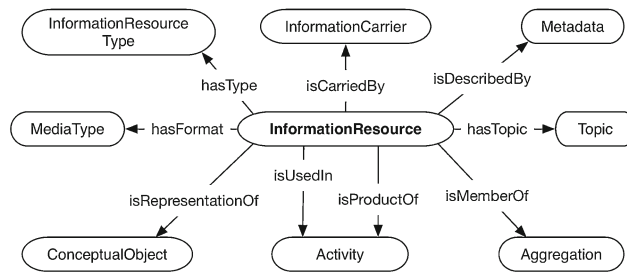 InformationResource
Type
InformationCarrier
Metadata
hasType
isCarriedBy
isDescribedBy
MediaType
hasFormat
InformationResource
hasTopic
Topic
isUsedIn
isRepresentationOf
isProductOf
isMemberOf
ConceptualObject
Activity
Aggregation